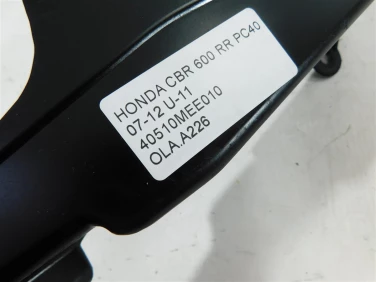 HONDA CBR 600 RR PC40
07-12 U-11
40510MEE010
OLA.A226